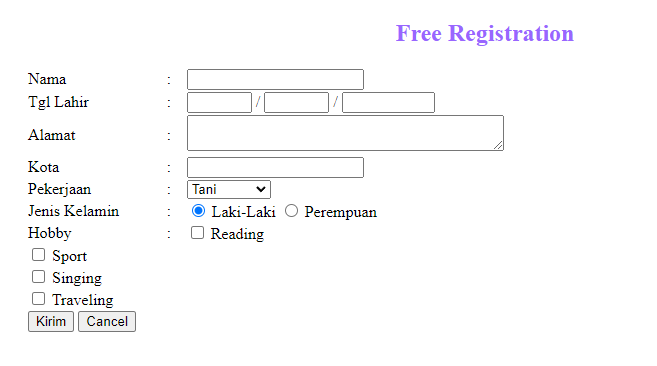 Free Registration
Nama :
Tgl Lahir : / /
Alamat :
Kota :
Pekerjaan : Tani
Jenis Kelamin : Laki-Laki Perempuan
Hobby : Reading
Sport
Singing
Traveling
Kirim Cancel